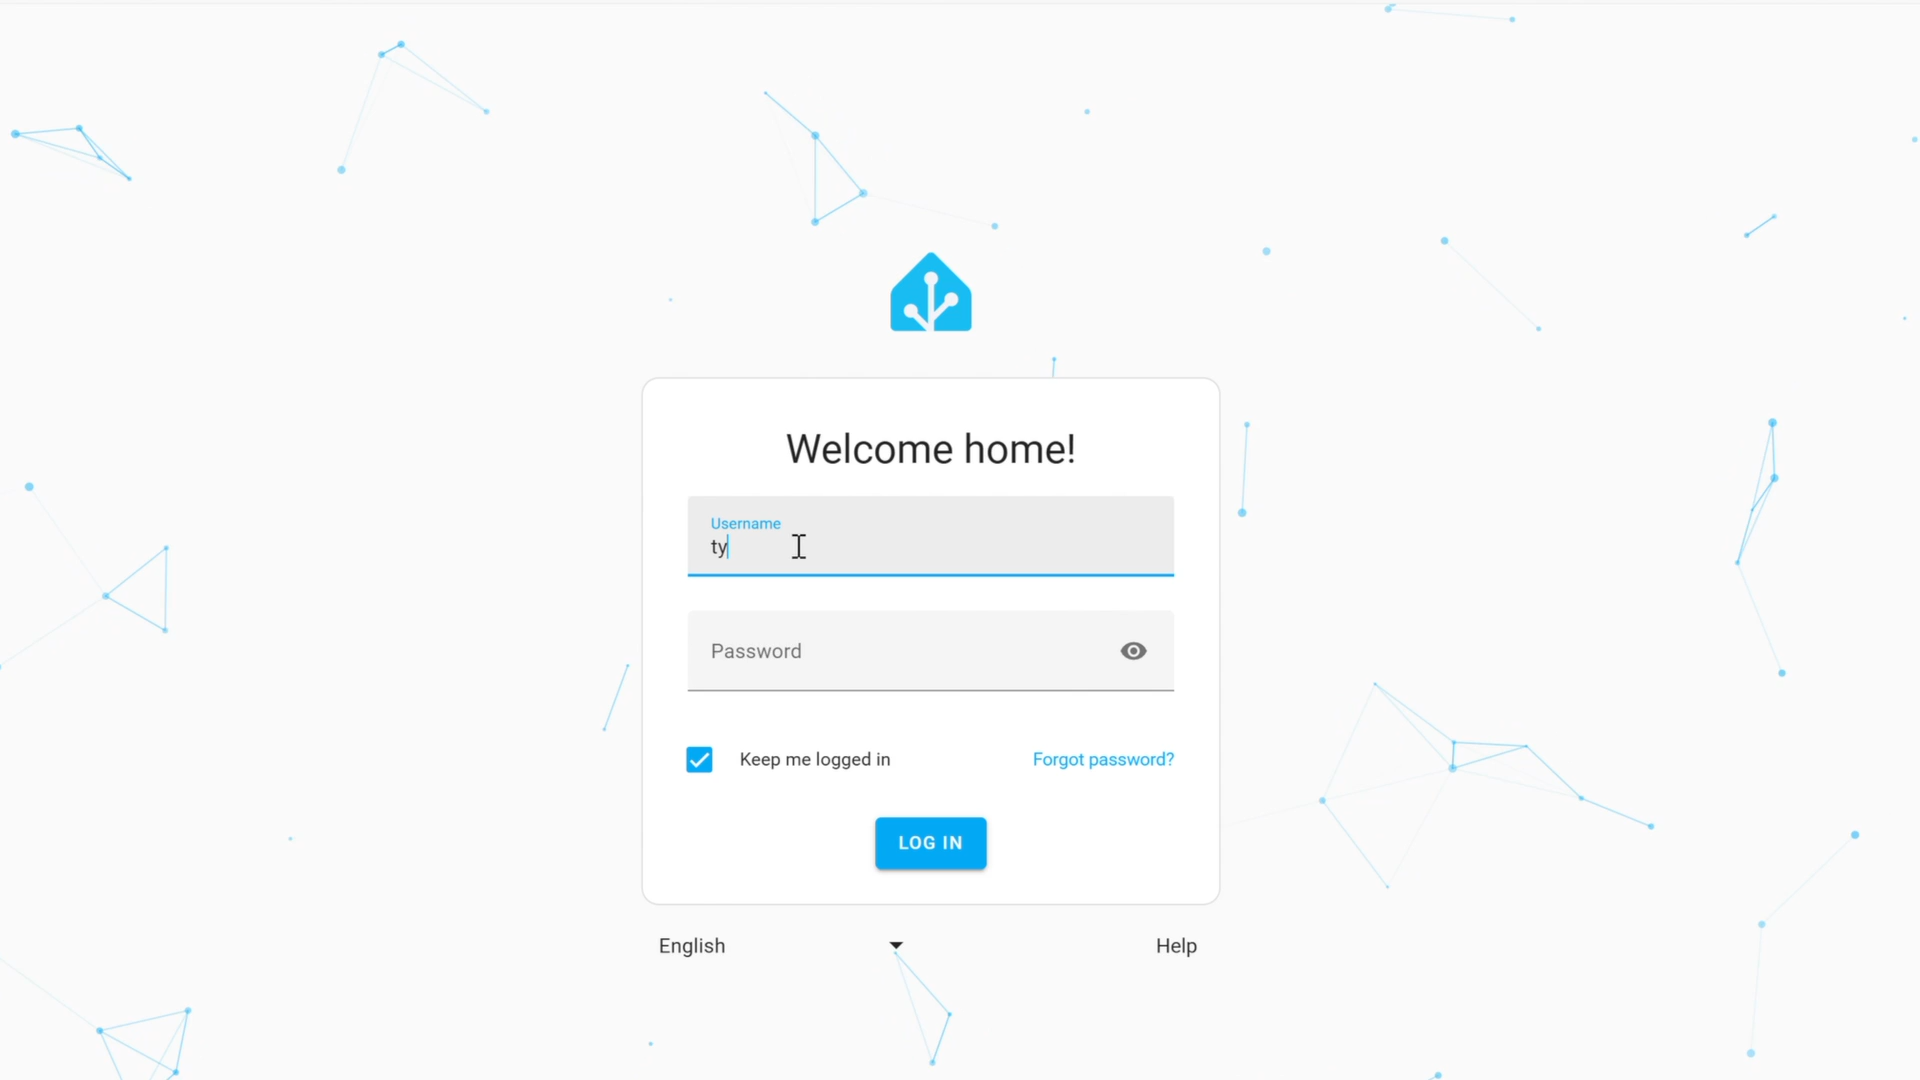 Welcome home!
Username
ty
Password
Keep me logged in
Forgot password?
LOG IN
English
Help